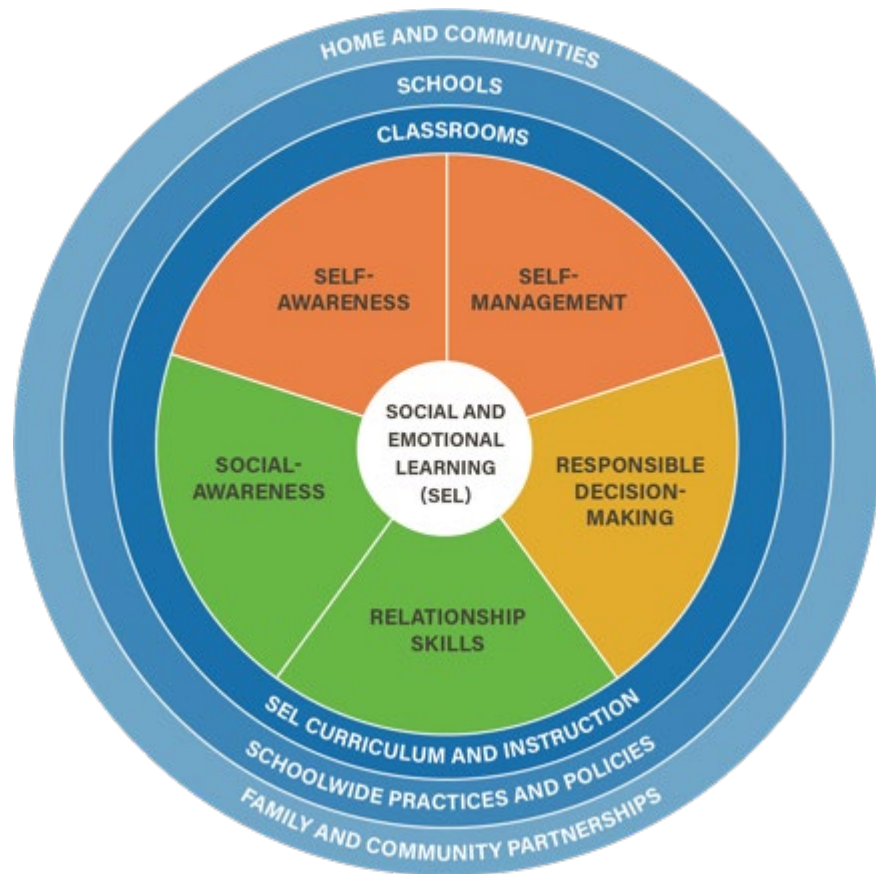 HOME AND COMMUNITIES
SCHOOLS
CLASSROOMS
SELF-
AWARENESS
SELF-
MANAGEMENT
SOCIAL AND
EMOTIONAL
LEARNING
(SEL)
SOCIAL-
AWARENESS
RESPONSIBLE
DECISION-
MAKING
RELATIONSHIP
SKILLS
SEL CURRICULUM AND INSTRUCTION
SCHOOLWIDE PRACTICES AND POLICIES
FAMILY AND COMMUNITY PARTNERSHIPS